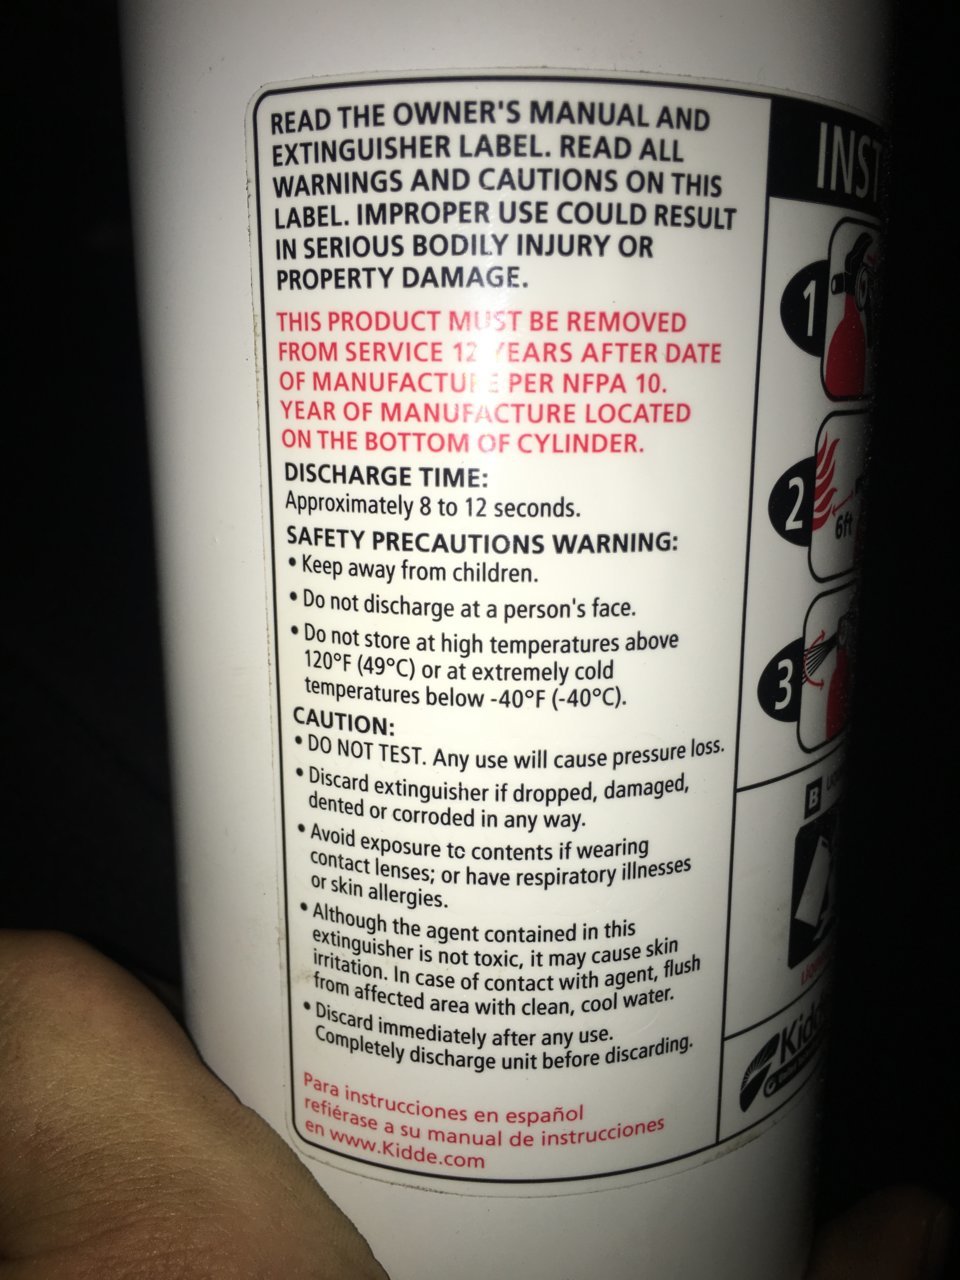 READ THE OWNER'S MANUAL AND
EXTINGUISHER LABEL. READ ALL
WARNINGS AND CAUTIONS ON THIS
LABEL. IMPROPER USE COULD RESULT
IN SERIOUS BODILY INJURY OR
PROPERTY DAMAGE.
THIS PRODUCT MUST BE REMOVED
FROM SERVICE 12 YEARS AFTER DATE
OF MANUFACTURE PER NFPA 10.
YEAR OF MANUFACTURE LOCATED
ON THE BOTTOM OF CYLINDER.
DISCHARGE TIME:
Approximately 8 to 12 seconds.
SAFETY PRECAUTIONS WARNING:
• Keep away from children.
• Do not discharge at a person's face.
• Do not store at high temperatures above
120°F (49°C) or at extremely cold
temperatures below -40°F (-40°C).
CAUTION:
• DO NOT TEST. Any use will cause pressure loss.
• Discard extinguisher if dropped, damaged,
dented or corroded in any way.
• Avoid exposure to contents if wearing
contact lenses; or have respiratory illnesses
or skin allergies.
• Although the agent contained in this
extinguisher is not toxic, it may cause skin
irritation. In case of contact with agent, flush
from affected area with clean, cool water.
• Discard immediately after any use.
Completely discharge unit before discarding.
Para instrucciones en español
refiérase a su manual de instrucciones
en www.Kidde.com
INST
1
2
6ft
3
B
Kidd